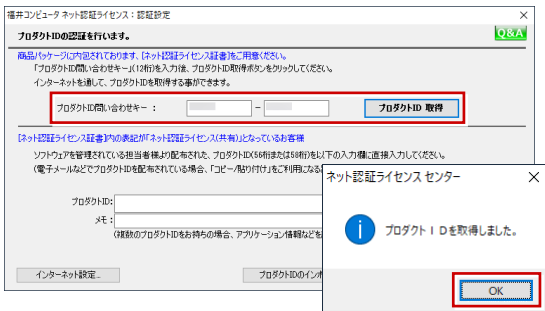 福井コンピュータ ネット認証ライセンス：認証設定
プロダクトIDの認証を行います。
Q&A
商品パッケージに内包されております、[ネット認証ライセンス証書]をご用意ください。
「プロダクトID問い合わせキー」(12桁)を入力後、プロダクトID取得ボタンをクリックしてください。
インターネットを通して、プロダクトIDを取得する事ができます。
プロダクトID問い合わせキー ：
－
プロダクトID 取得
[ネット認証ライセンス証書]内の表記が「ネット認証ライセンス(共有)」となっているお客様
ソフトウェアを管理されている担当者様より配布された、プロダクトID(56桁または58桁)を以下の入力欄に直接入力してください。
(電子メールなどでプロダクトIDを配布されている場合、「コピー/貼り付け」をご利用になる
プロダクトID:
メモ：
(複数のプロダクトIDをお持ちの場合、アプリケーション情報などを
インターネット設定...
プロダクトIDのインポ
ネット認証ライセンス センター
プロダクトＩＤを取得しました。
OK